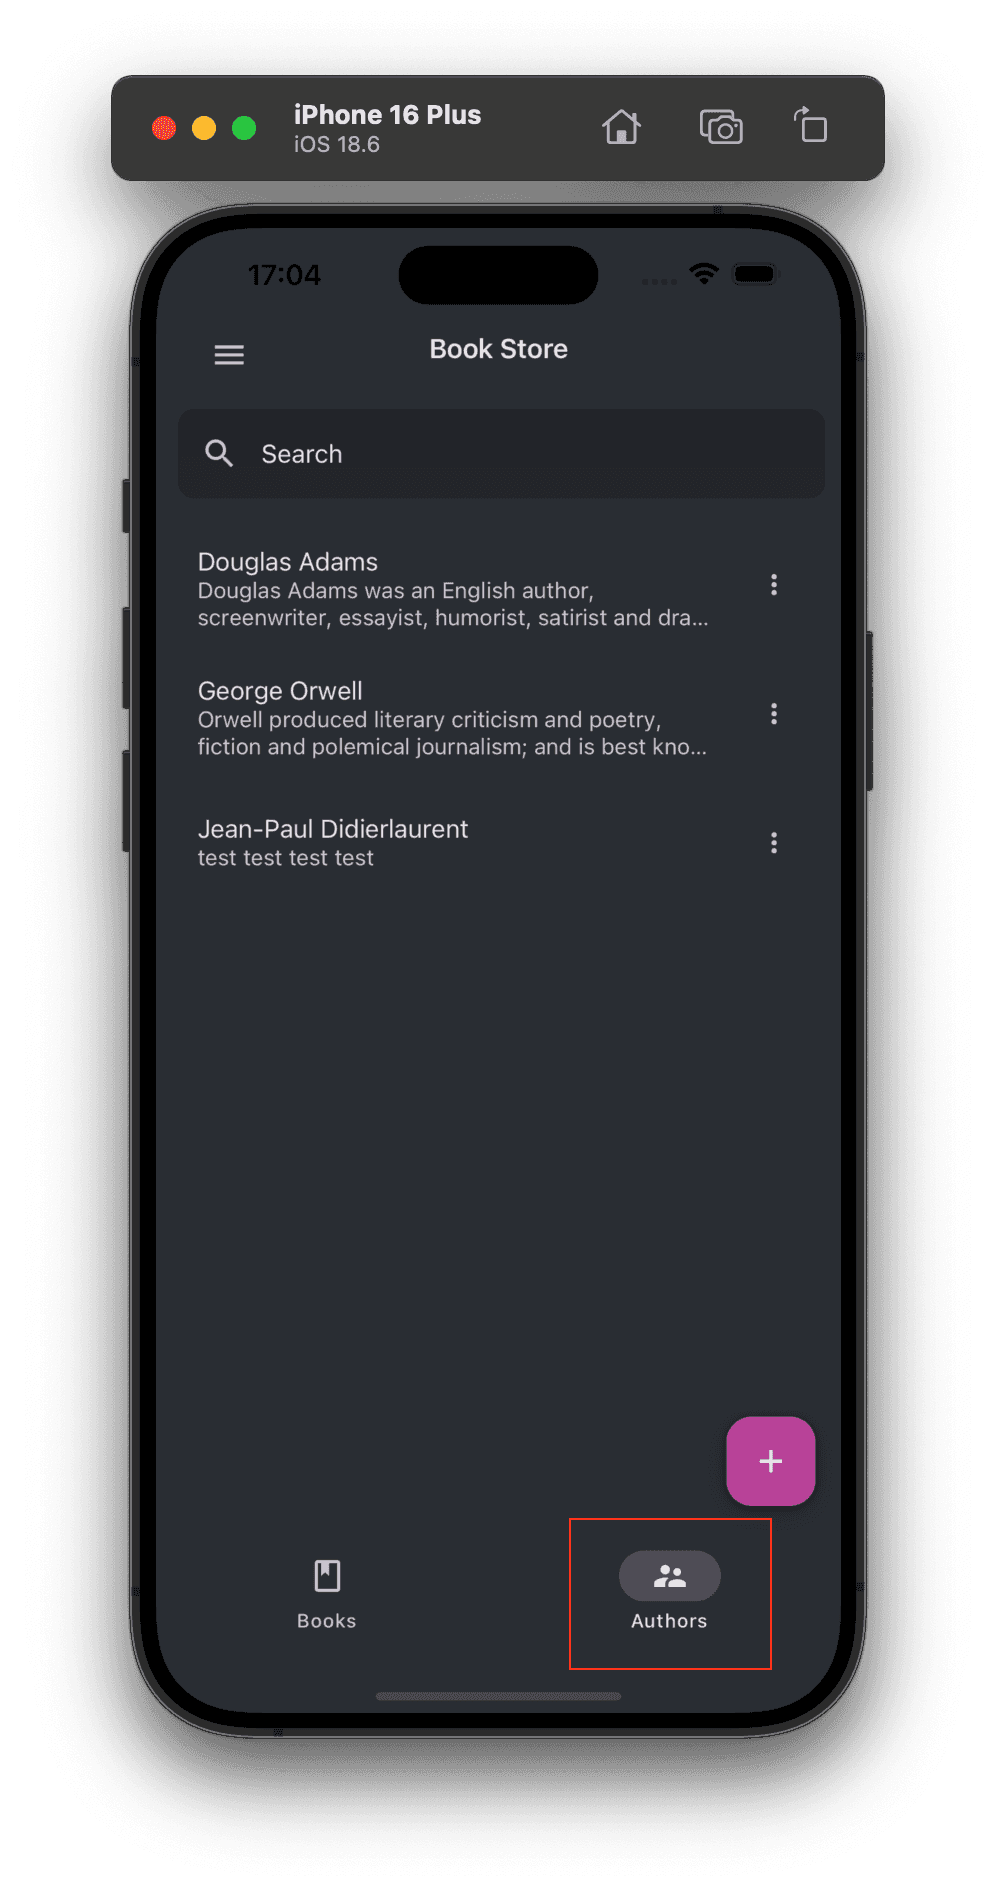 iPhone 16 Plus
iOS 18.6
17:04
Book Store
Search
Douglas Adams
Douglas Adams was an English author,
screenwriter, essayist, humorist, satirist and dra...
George Orwell
Orwell produced literary criticism and poetry,
fiction and polemical journalism; and is best kno...
Jean-Paul Didierlaurent
test test test test
Books
Authors